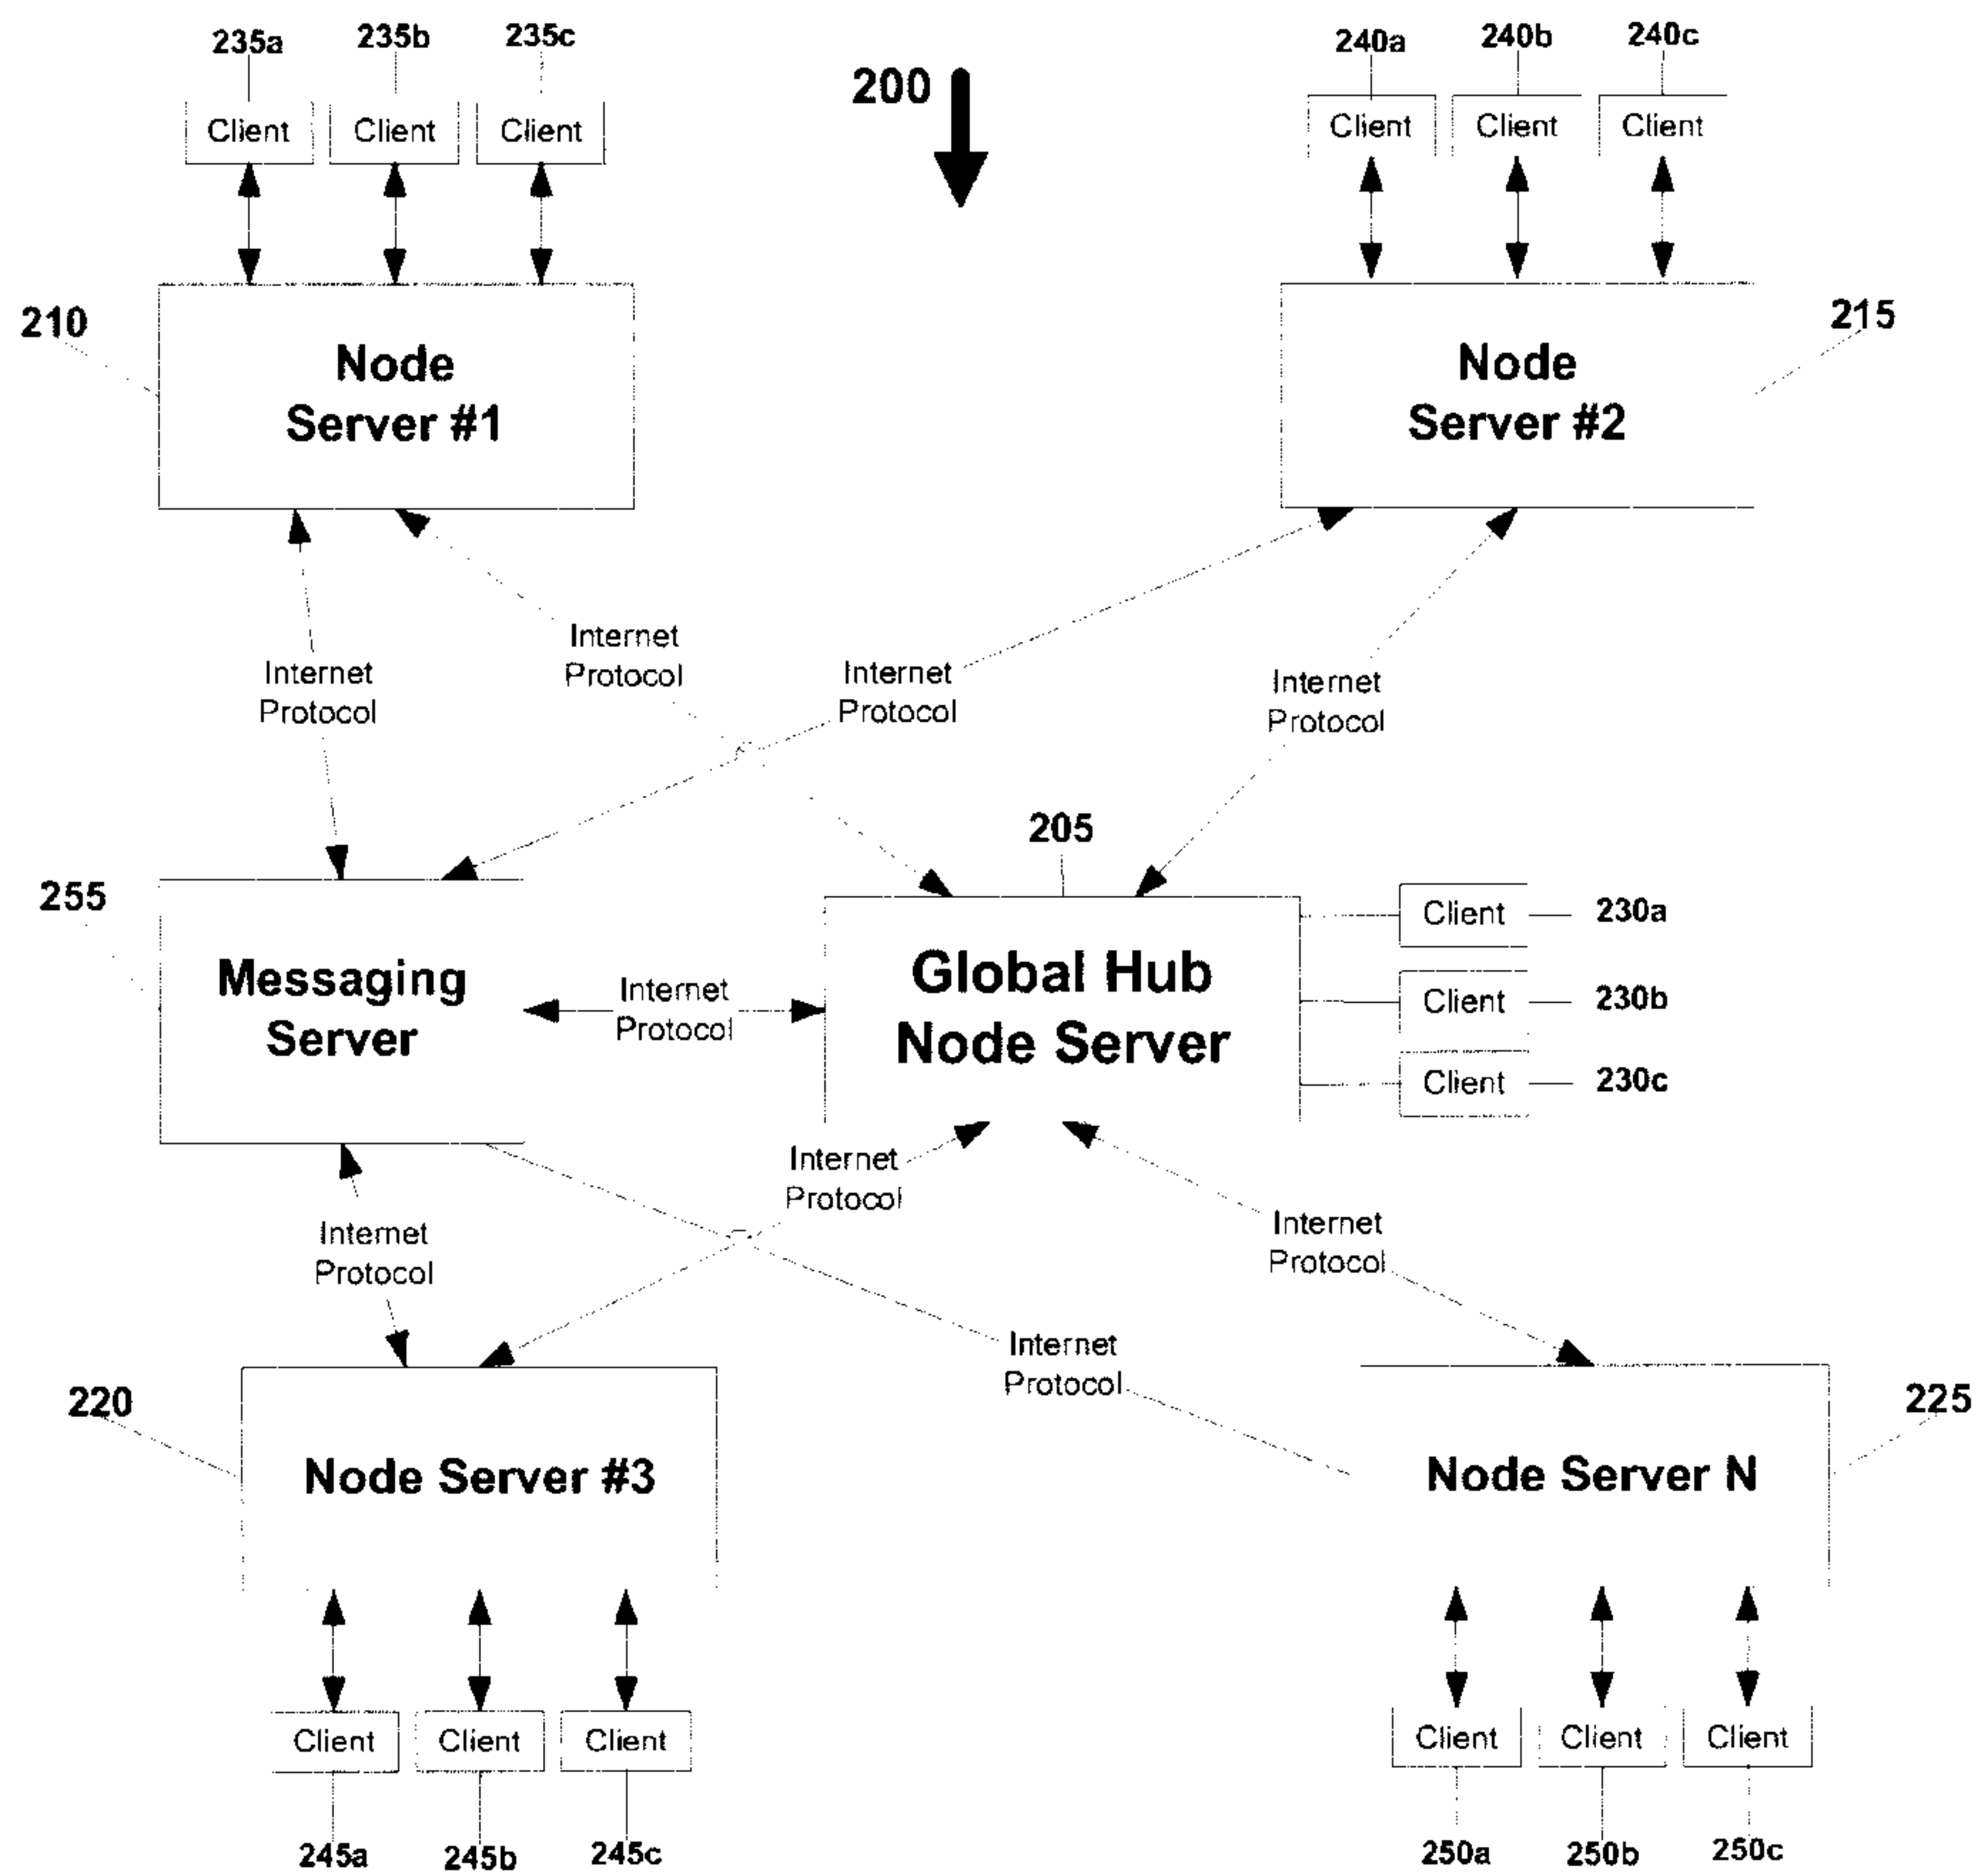 235a 235b 235c
200
240a 240b 240c
Client Client Client
Client Client Client
210
Node
Server #1
215
Node
Server #2
Internet
Protocol
Internet
Protocol
Internet
Protocol
Internet
Protocol
205
255
Messaging
Server
Internet
Protocol
Global Hub
Node Server
Client 230a
Client 230b
Client 230c
Internet
Protocol
Internet
Protocol
Internet
Protocol
Internet
Protocol
220
Node Server #3
225
Node Server N
Client Client Client
Client Client Client
245a 245b 245c
250a 250b 250c